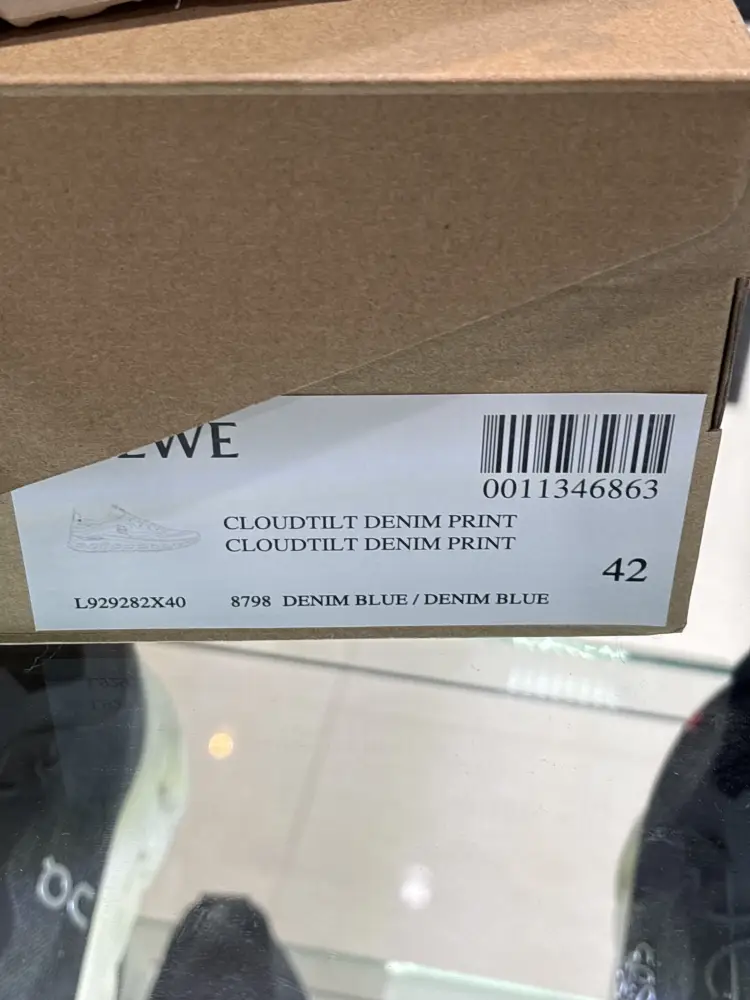 EWE
0011346863
CLOUDTILT DENIM PRINT
CLOUDTILT DENIM PRINT
42
L929282X40
8798 DENIM BLUE / DENIM BLUE